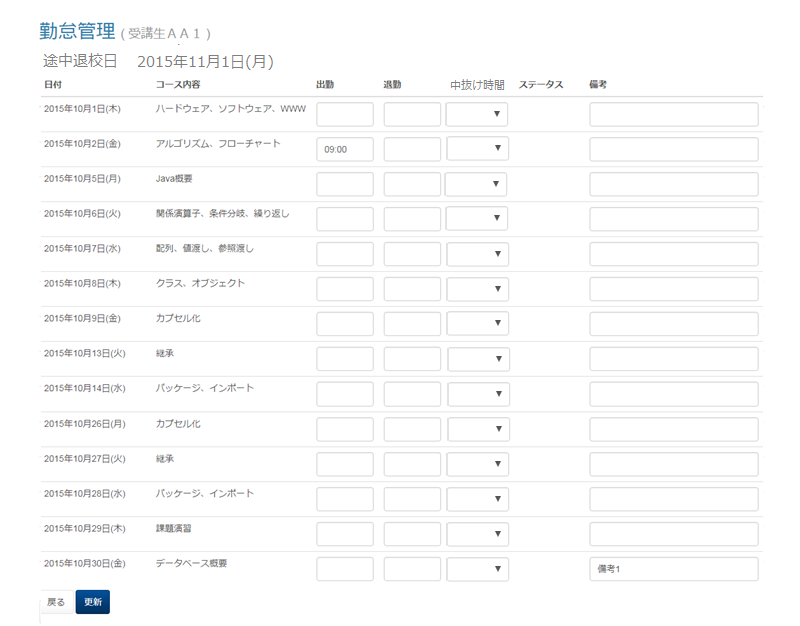 勤怠管理 ( 受講生ＡＡ１ )
途中退校日 2015年11月1日(月)
日付 コース内容 出勤 退勤 中抜け時間 ステータス 備考
2015年10月1日(木) ハードウェア、ソフトウェア、WWW ▼
2015年10月2日(金) アルゴリズム、フローチャート 09:00 ▼
2015年10月5日(月) Java概要 ▼
2015年10月6日(火) 関係演算子、条件分岐、繰り返し ▼
2015年10月7日(水) 配列、値渡し、参照渡し ▼
2015年10月8日(木) クラス、オブジェクト ▼
2015年10月9日(金) カプセル化 ▼
2015年10月13日(火) 継承 ▼
2015年10月14日(水) パッケージ、インポート ▼
2015年10月26日(月) カプセル化 ▼
2015年10月27日(火) 継承 ▼
2015年10月28日(水) パッケージ、インポート ▼
2015年10月29日(木) 課題演習 ▼
2015年10月30日(金) データベース概要 ▼ 備考1
戻る 更新